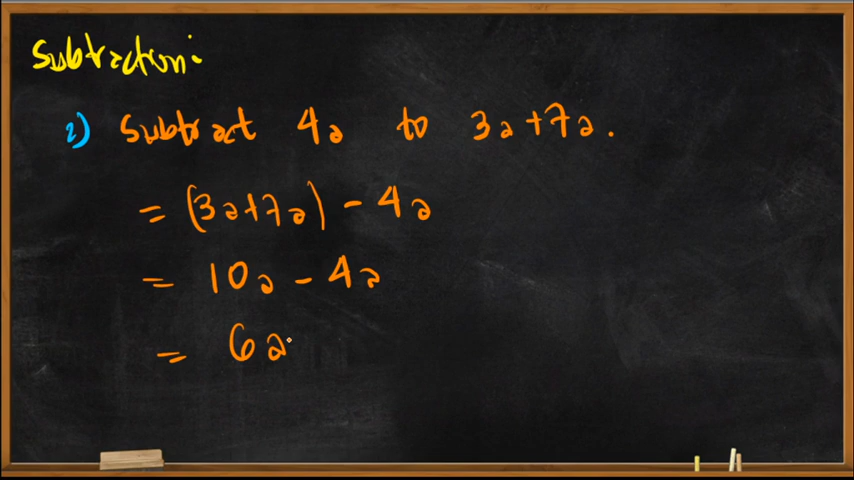 Subtraction:
2) Subtract 4a to 3a+7a.
= (3a+7a) - 4a
= 10a - 4a
= 6a